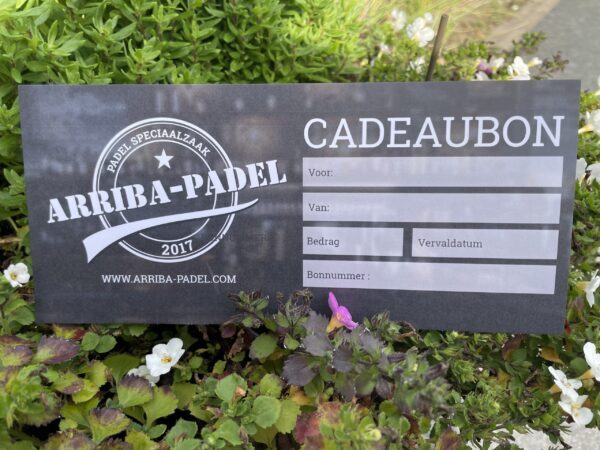 PADEL SPECIAALZAAK
ARRIBA-PADEL
2017
WWW.ARRIBA-PADEL.COM
CADEAUBON
Voor:
Van:
Bedrag
Vervaldatum
Bonnummer :